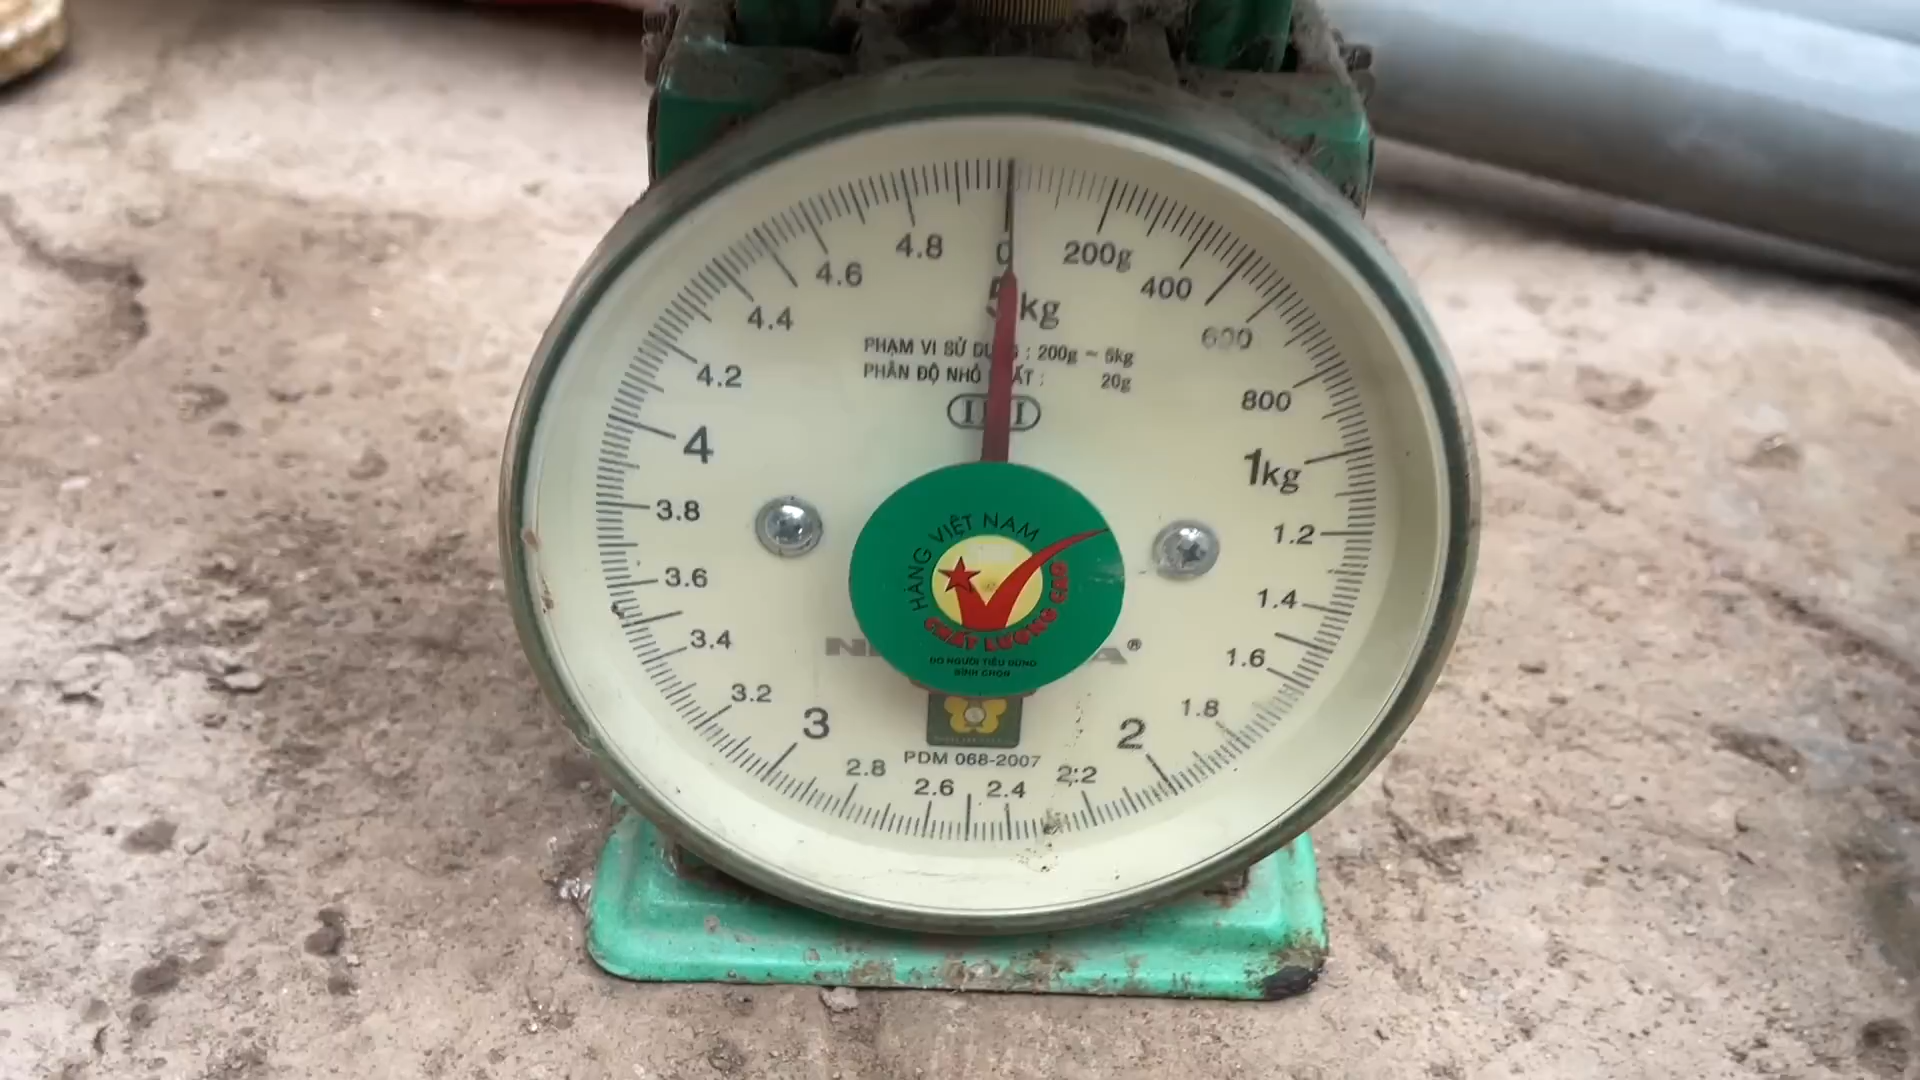 0
200g
400
600
800
1kg
1.2
1.4
1.6
1.8
2
2:2
2.4
2.6
2.8
3
3.2
3.4
3.6
3.8
4
4.2
4.4
4.6
4.8
5kg
PHẠM VI SỬ : 200g ~ 5kg
PHÂN ĐỘ NHỎ : 20g
HÀNG VIỆT NAM
CHẤT LƯỢNG CAO
DO NGƯỜI TIÊU DÙNG
BÌNH CHỌN
®
PDM 068-2007